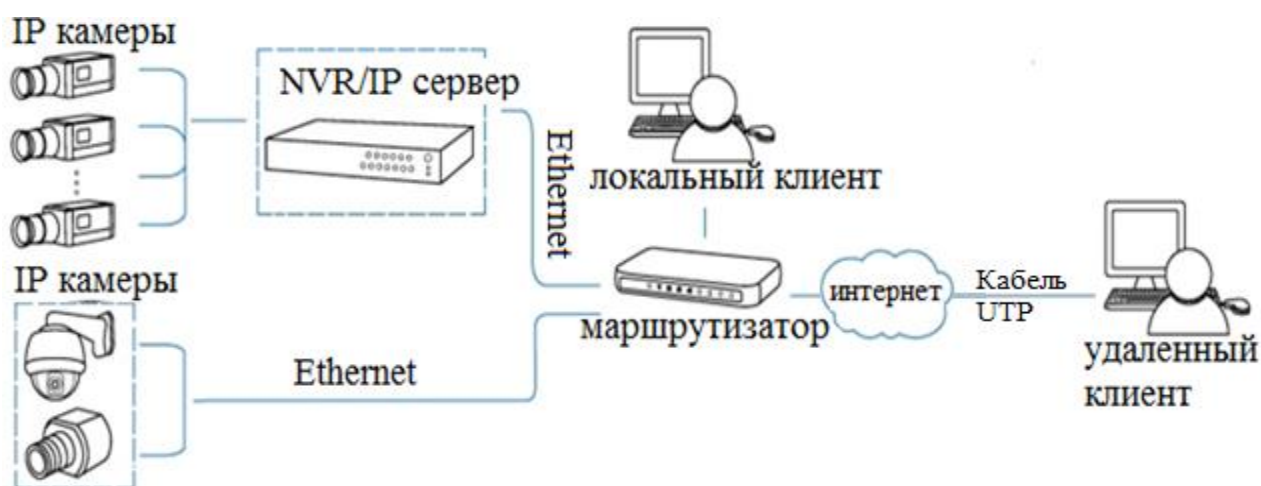 IP камеры
NVR/IP сервер
Ethernet
локальный клиент
IP камеры
Ethernet
маршрутизатор
интернет
Кабель
UTP
удаленный
клиент